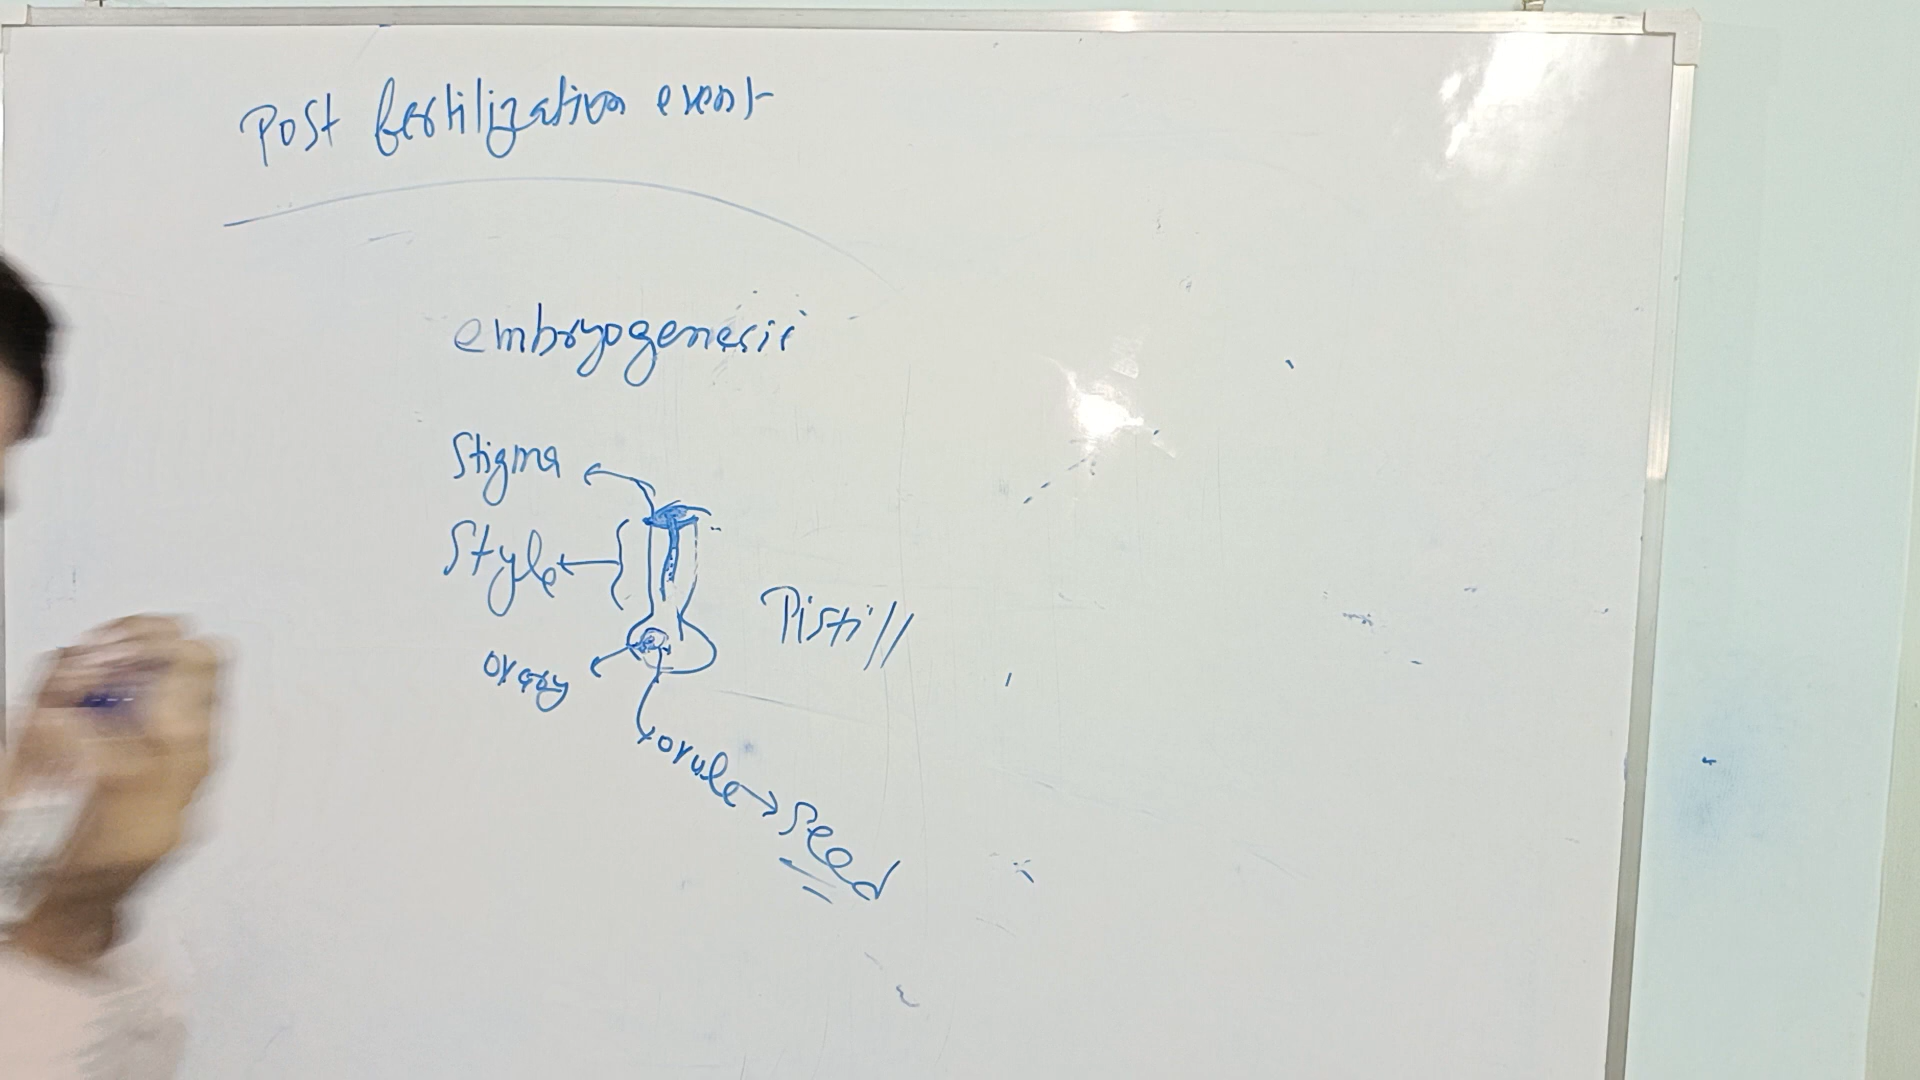 Post fertilization event
embryogenesis
Stigma
Style
ovary
Pistill
ovule → Seed